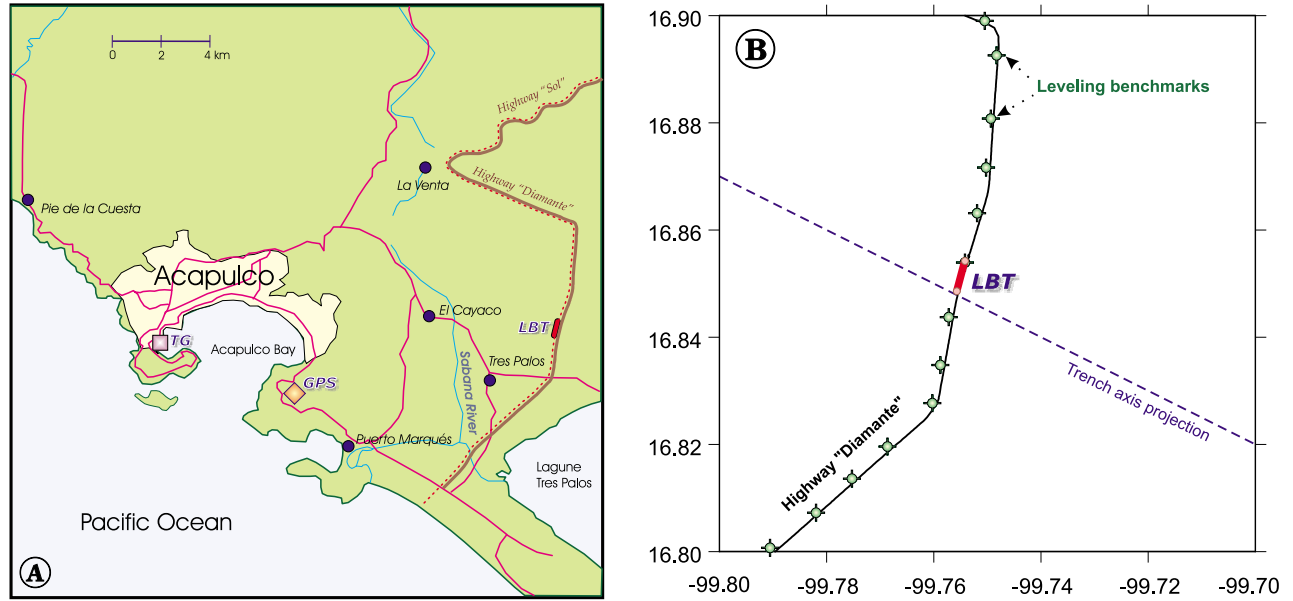 0 2 4 km
Highway "Sol"
La Venta
Highway "Diamante"
Pie de la Cuesta
Acapulco
TG
Acapulco Bay
El Cayaco
LBT
Tres Palos
GPS
Sabana River
Puerto Marqués
Lagune
Tres Palos
Pacific Ocean
A
B
16.90
16.88
16.86
16.84
16.82
16.80
Leveling benchmarks
LBT
Trench axis projection
Highway "Diamante"
-99.80 -99.78 -99.76 -99.74 -99.72 -99.70